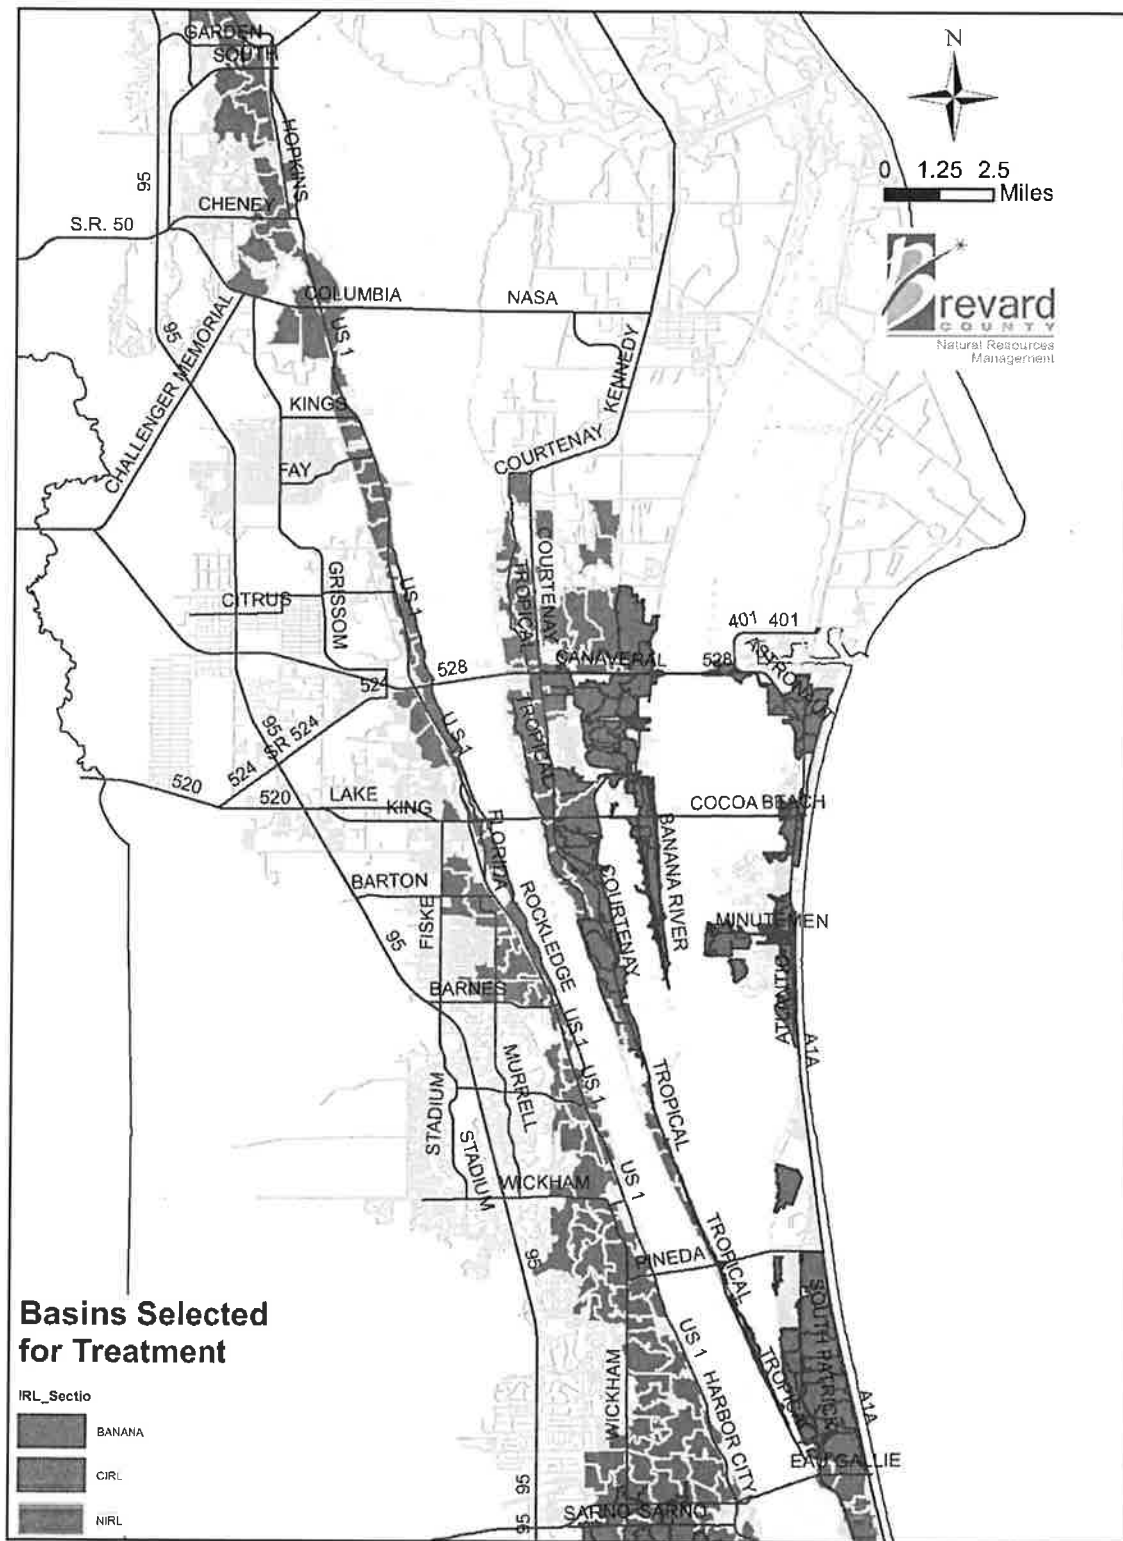 GARDEN
SOUTH
N
HOPKINS
95
0 1.25 2.5
Miles
CHENEY
S.R. 50
revard
COUNTY
Natural Resources
Management
COLUMBIA
NASA
95
US 1
CHALLENGER MEMORIAL
KENNEDY
KINGS
COURTENAY
FAY
COURTENAY
TROPICAL
GRISSOM
US 1
CITRUS
401 401
ASTRONAUT
CANAVERAL
528
528
524
TROPICAL
US 1
95
SR 524
524
520
520
LAKE
KING
COCOA BEACH
FLORIDA
BANANA RIVER
BARTON
ROCKLEDGE
COURTENAY
FISKE
MINUTEMEN
95
ATLANTIC
BARNES
US 1
A1A
MURRELL
US 1
TROPICAL
STADIUM
STADIUM
WICKHAM
US 1
TROPICAL
95
PINEDA
SOUTH PATRICK
Basins Selected
for Treatment
US 1
TROPICAL
WICKHAM
HARBOR CITY
A1A
IRL_Sectio
BANANA
EAU GALLIE
CIRL
95
SARNO SARNO
NIRL
95